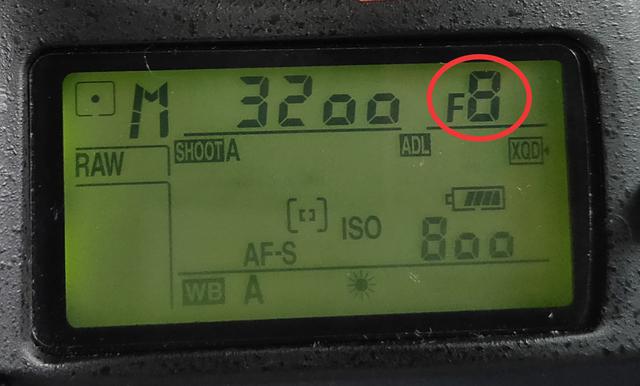 M 3200 F8
RAW SHOOT A ADL XQD
ISO
AF-S 800
WB A